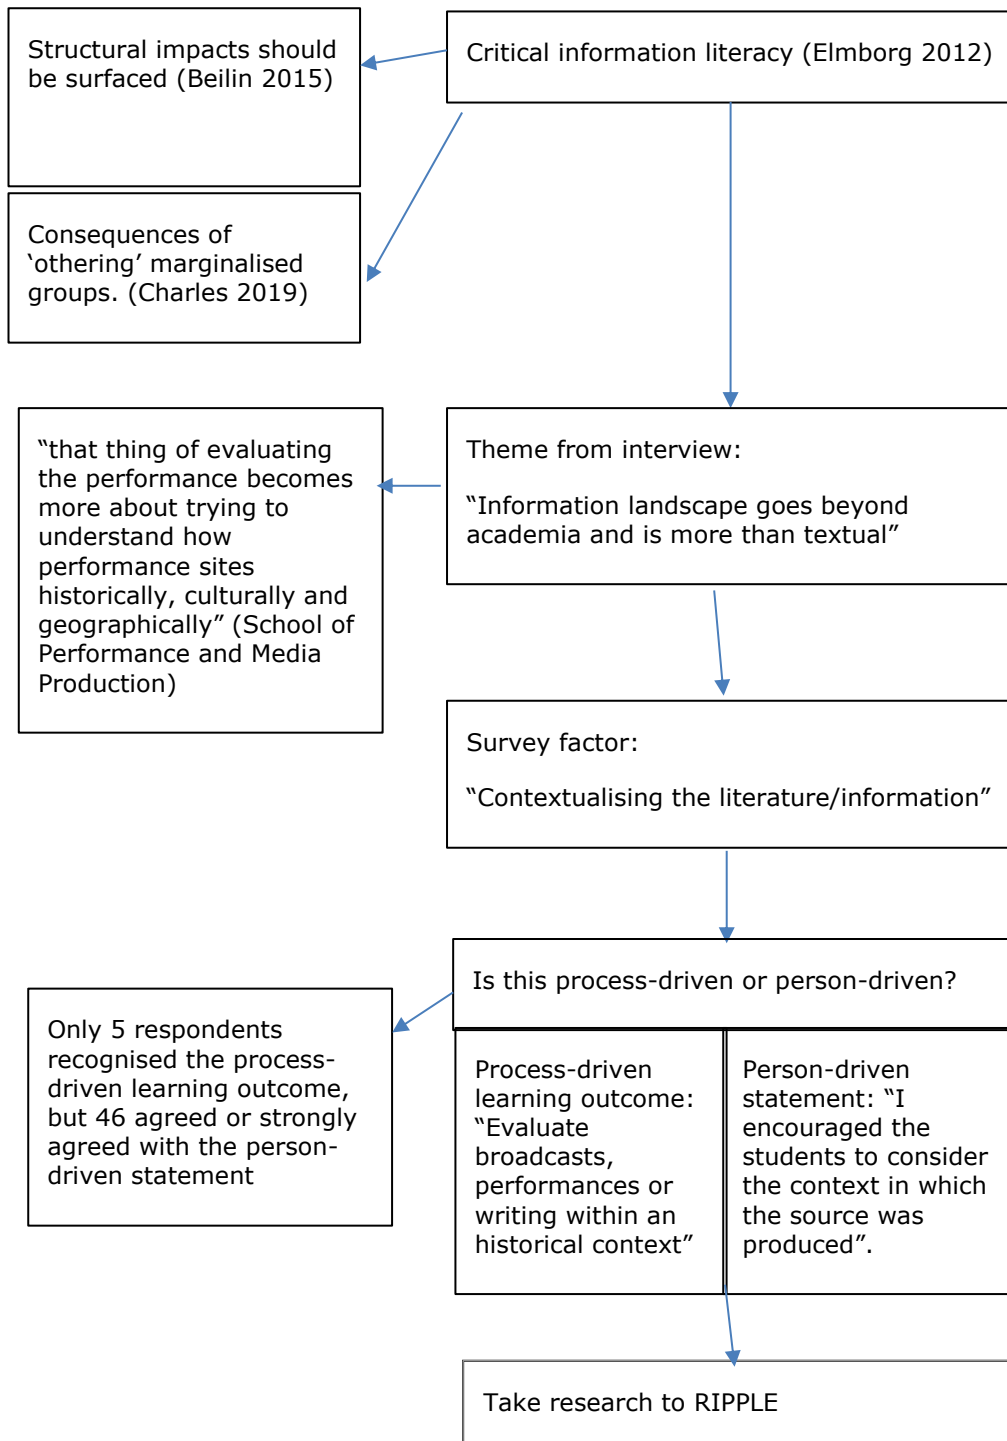 Structural impacts should
be surfaced (Beilin 2015)
Critical information literacy (Elmborg 2012)
Consequences of
‘othering’ marginalised
groups. (Charles 2019)
“that thing of evaluating
the performance becomes
more about trying to
understand how
performance sites
historically, culturally and
geographically” (School of
Performance and Media
Production)
Theme from interview:
“Information landscape goes beyond
academia and is more than textual”
Survey factor:
“Contextualising the literature/information”
Is this process-driven or person-driven?
Only 5 respondents
recognised the process-
driven learning outcome,
but 46 agreed or strongly
agreed with the person-
driven statement
Process-driven
learning outcome:
“Evaluate
broadcasts,
performances or
writing within an
historical context”
Person-driven
statement: “I
encouraged the
students to consider
the context in which
the source was
produced”.
Take research to RIPPLE